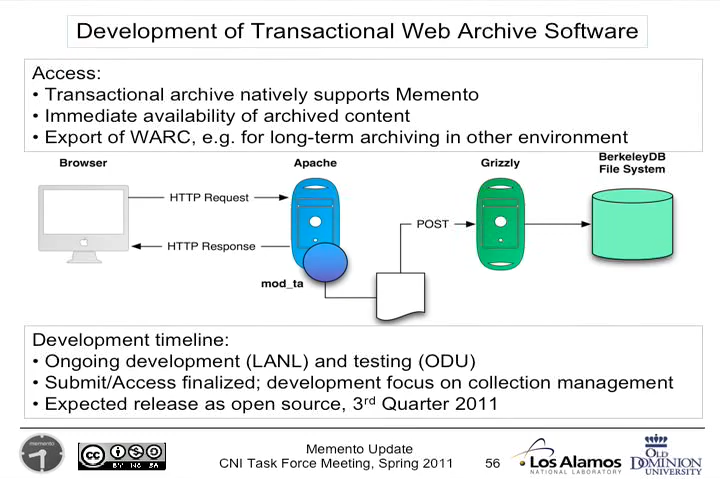 Development of Transactional Web Archive Software
Access:
• Transactional archive natively supports Memento
• Immediate availability of archived content
• Export of WARC, e.g. for long-term archiving in other environment
Browser
Apache
Grizzly
BerkeleyDB
File System
HTTP Request
POST
HTTP Response
mod_ta
Development timeline:
• Ongoing development (LANL) and testing (ODU)
• Submit/Access finalized; development focus on collection management
• Expected release as open source, 3rd Quarter 2011
memento
cc
BY NC SA
Memento Update
CNI Task Force Meeting, Spring 2011
56
Los Alamos
NATIONAL LABORATORY
OLD
DOMINION
UNIVERSITY